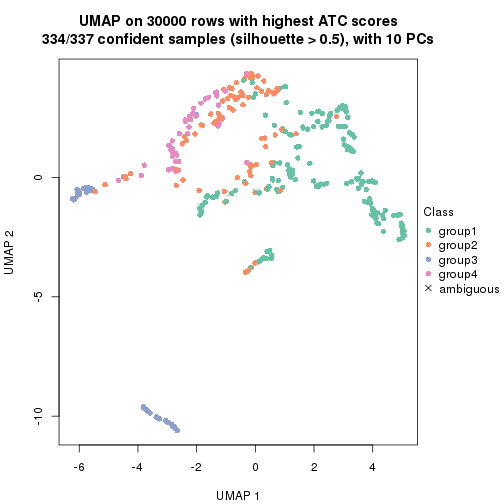 UMAP on 30000 rows with highest ATC scores
334/337 confident samples (silhouette > 0.5), with 10 PCs
0
-5
-10
UMAP 2
-6 -4 -2 0 2 4
UMAP 1
Class
group1
group2
group3
group4
ambiguous